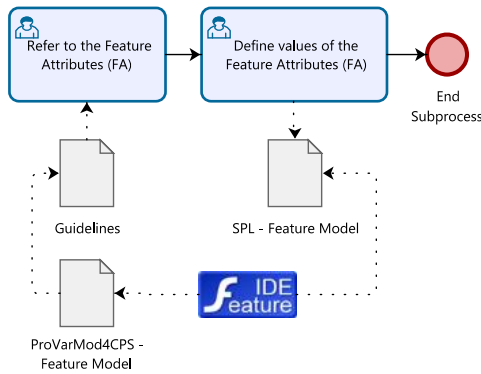 Refer to the Feature
Attributes (FA)
Define values of the
Feature Attributes (FA)
End
Subprocess
Guidelines
SPL - Feature Model
IDE
Feature
ProVarMod4CPS -
Feature Model